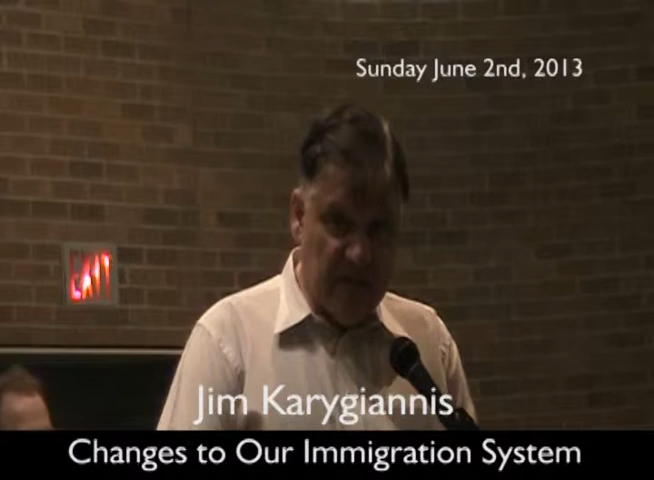 Sunday June 2nd, 2013
EXIT
Jim Karygiannis
Changes to Our Immigration System